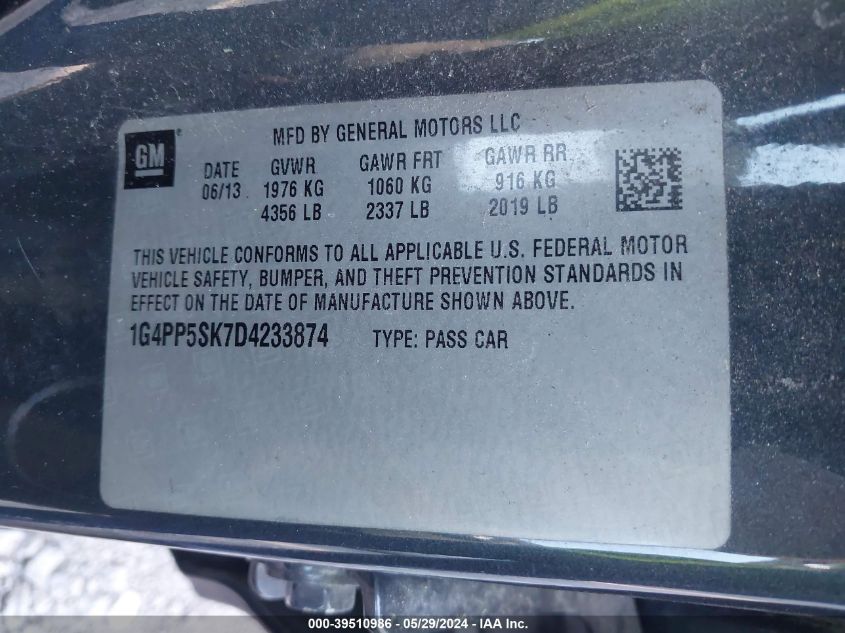 GM
MFD BY GENERAL MOTORS LLC
DATE GVWR GAWR FRT GAWR RR
06/13 1976 KG 1060 KG 916 KG
4356 LB 2337 LB 2019 LB
THIS VEHICLE CONFORMS TO ALL APPLICABLE U.S. FEDERAL MOTOR
VEHICLE SAFETY, BUMPER, AND THEFT PREVENTION STANDARDS IN
EFFECT ON THE DATE OF MANUFACTURE SHOWN ABOVE.
1G4PP5SK7D4233874 TYPE: PASS CAR
000-39510986 - 05/29/2024 - IAA Inc.